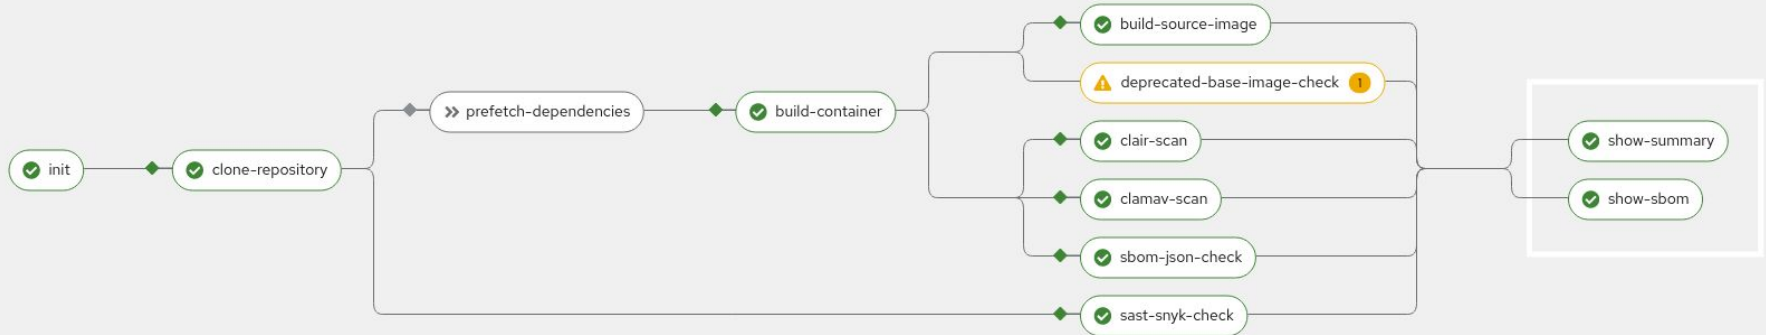 init
clone-repository
prefetch-dependencies
build-container
build-source-image
deprecated-base-image-check 1
clair-scan
clamav-scan
sbom-json-check
sast-snyk-check
show-summary
show-sbom